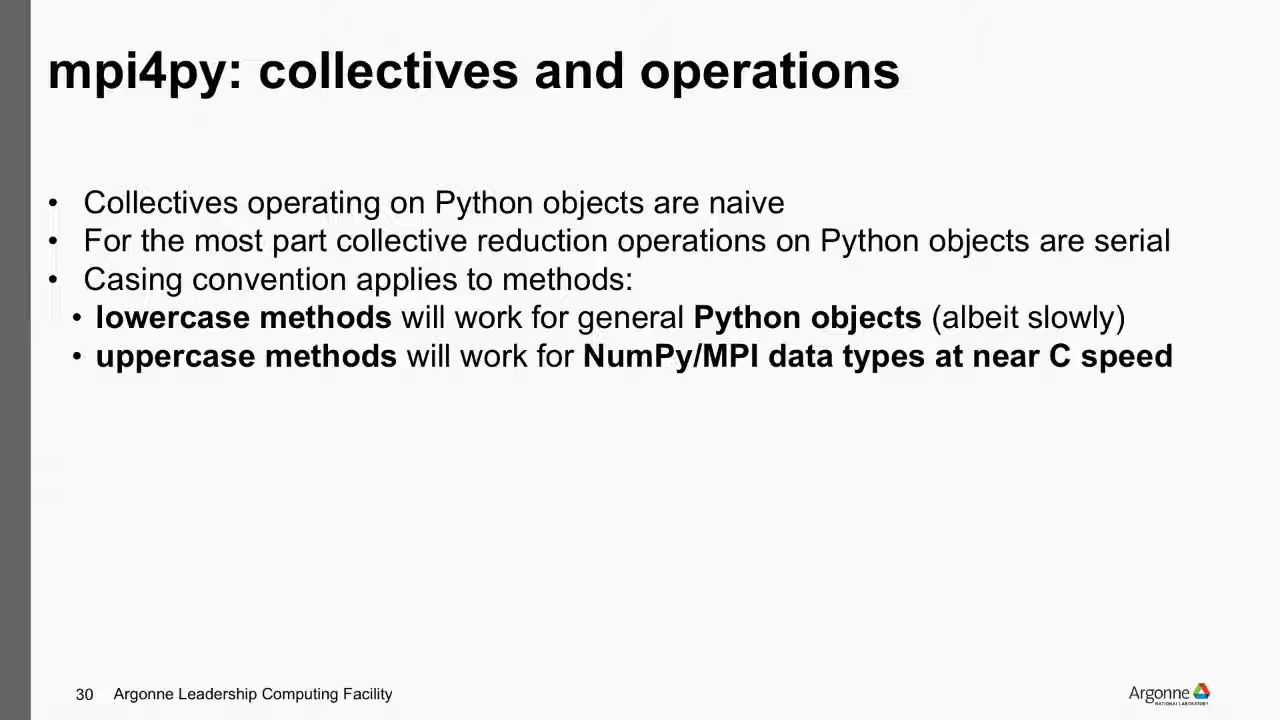 mpi4py: collectives and operations
• Collectives operating on Python objects are naive
• For the most part collective reduction operations on Python objects are serial
• Casing convention applies to methods:
• lowercase methods will work for general Python objects (albeit slowly)
• uppercase methods will work for NumPy/MPI data types at near C speed
30 Argonne Leadership Computing Facility
Argonne
NATIONAL LABORATORY